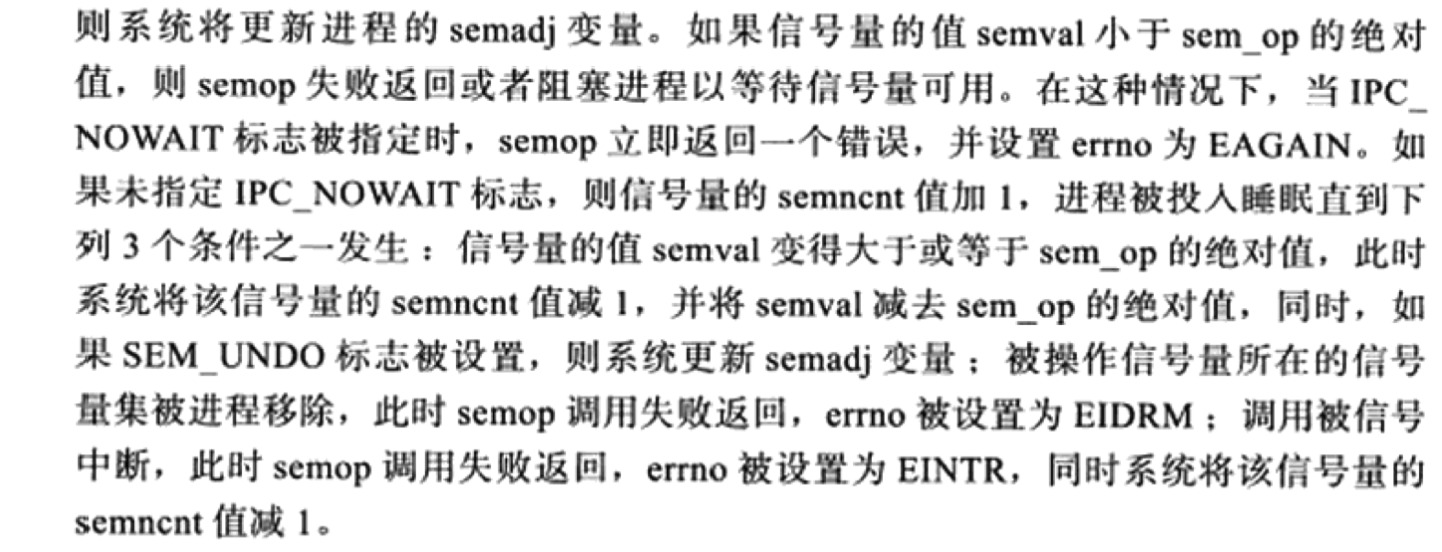 则系统将更新进程的 semadj 变量。如果信号量的值 semval 小于 sem_op 的绝对
值，则 semop 失败返回或者阻塞进程以等待信号量可用。在这种情况下，当 IPC_
NOWAIT 标志被指定时，semop 立即返回一个错误，并设置 errno 为 EAGAIN。如
果未指定 IPC_NOWAIT 标志，则信号量的 semncnt 值加 1，进程被投入睡眠直到下
列 3 个条件之一发生：信号量的值 semval 变得大于或等于 sem_op 的绝对值，此时
系统将该信号量的 semncnt 值减 1，并将 semval 减去 sem_op 的绝对值，同时，如
果 SEM_UNDO 标志被设置，则系统更新 semadj 变量；被操作信号量所在的信号
量集被进程移除，此时 semop 调用失败返回，errno 被设置为 EIDRM；调用被信号
中断，此时 semop 调用失败返回，errno 被设置为 EINTR，同时系统将该信号量的
semncnt 值减 1。